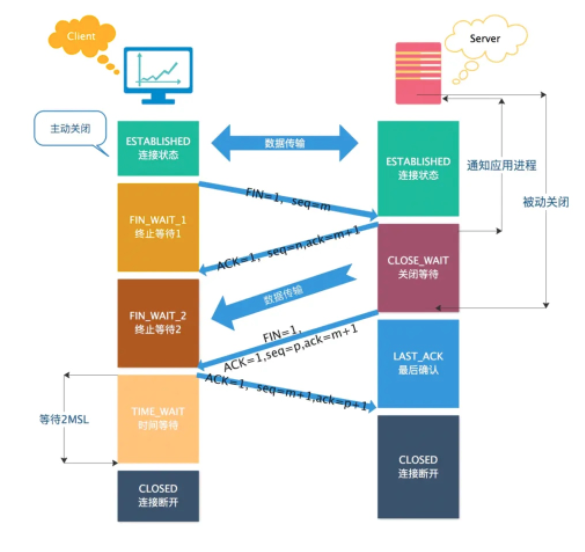 Client
Server
主动关闭
ESTABLISHED
连接状态
数据传输
ESTABLISHED
连接状态
通知应用进程
被动关闭
FIN=1, seq=m
FIN_WAIT_1
终止等待1
ACK=1, seq=n,ack=m+1
CLOSE_WAIT
关闭等待
数据传输
FIN_WAIT_2
终止等待2
FIN=1,
ACK=1,seq=p,ack=m+1
LAST_ACK
最后确认
ACK=1, seq=m+1,ack=p+1
等待2MSL
TIME_WAIT
时间等待
CLOSED
连接断开
CLOSED
连接断开